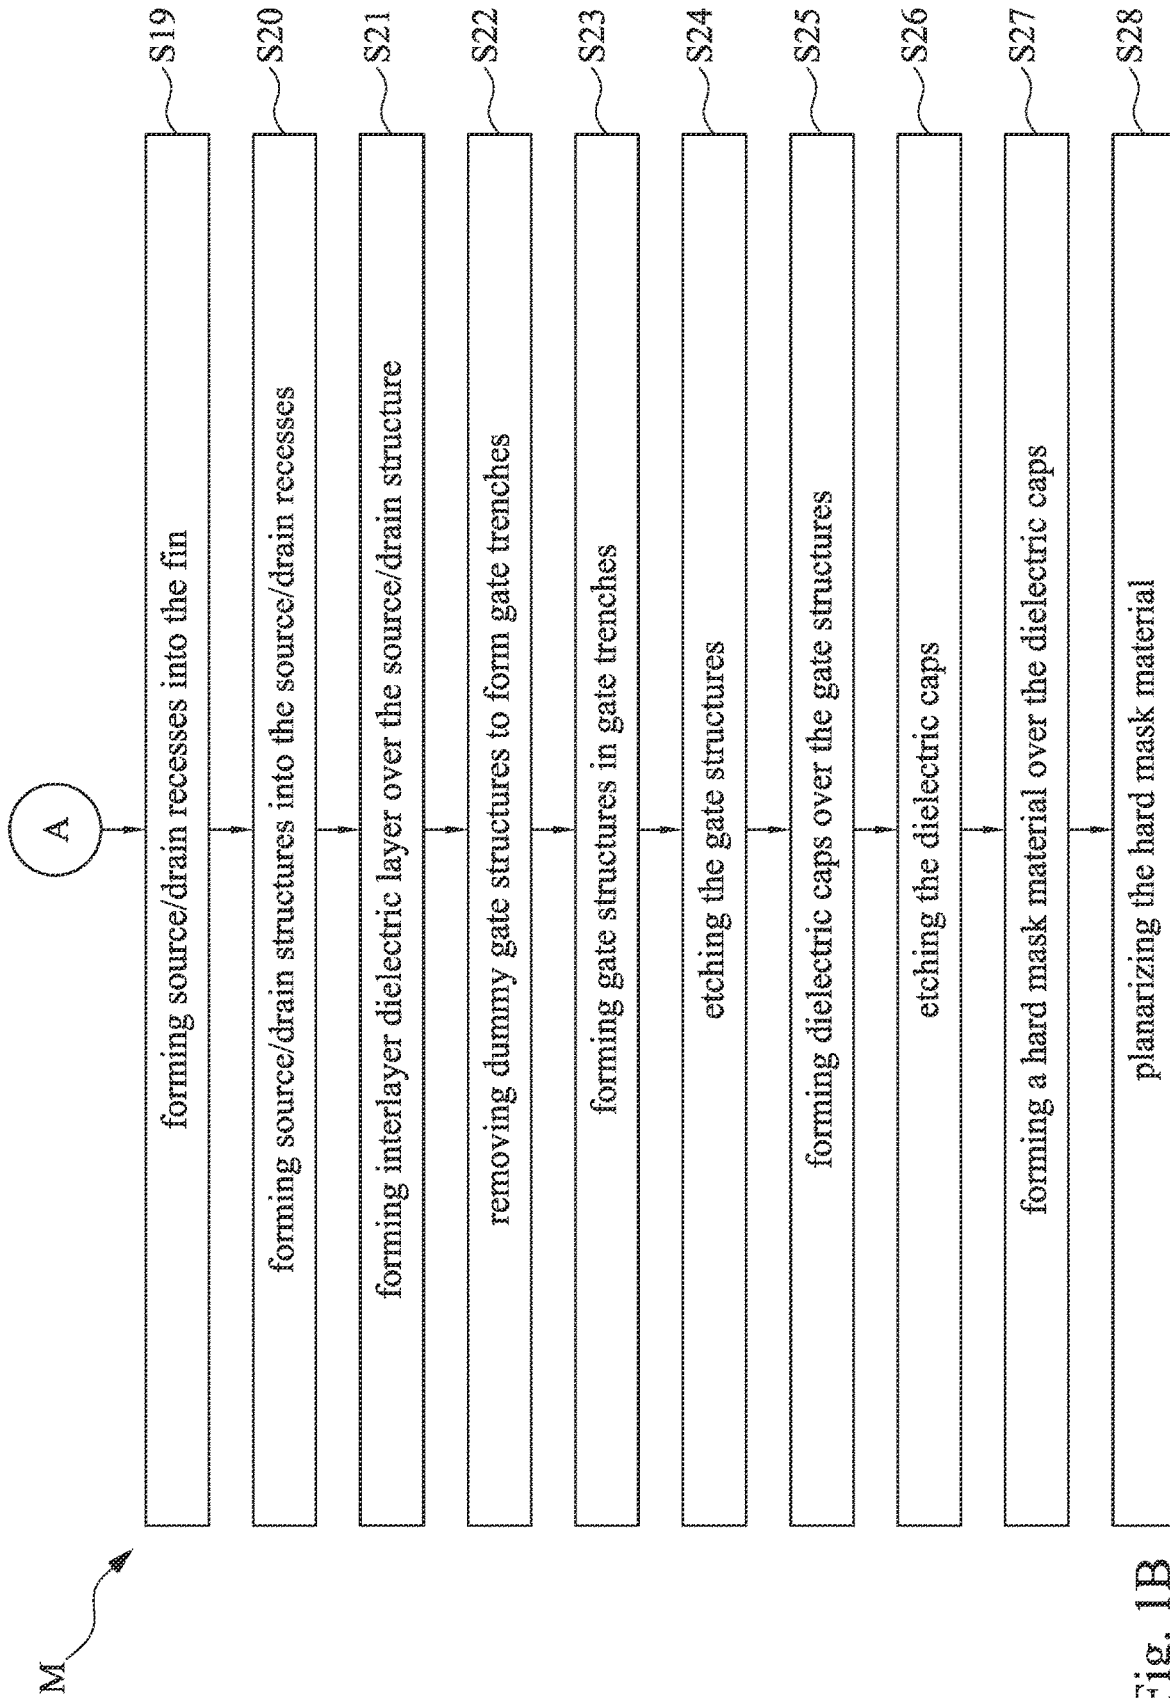 M
A
forming source/drain recesses into the fin
S19
forming source/drain structures into the source/drain recesses
S20
forming interlayer dielectric layer over the source/drain structure
S21
removing dummy gate structures to form gate trenches
S22
forming gate structures in gate trenches
S23
etching the gate structures
S24
forming dielectric caps over the gate structures
S25
etching the dielectric caps
S26
forming a hard mask material over the dielectric caps
S27
planarizing the hard mask material
S28
Fig. 1B